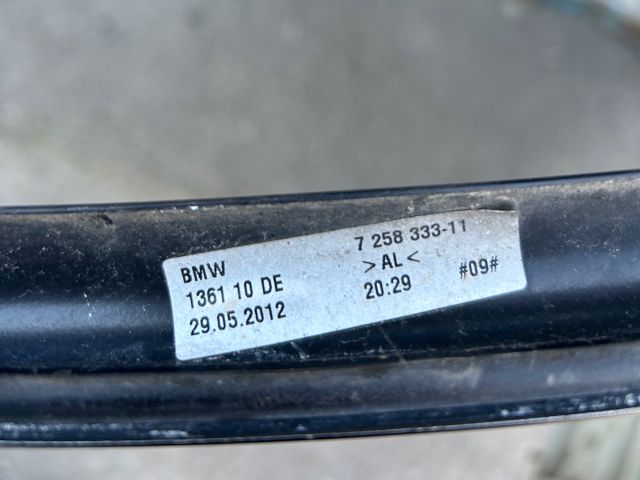 BMW 7 258 333-11
1361 10 DE >AL< #09#
29.05.2012 20:29